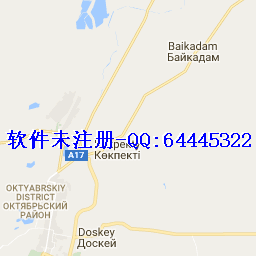 Baikadam
Байкадам
软件未注册-QQ:64445322
A17
Көкпекті
OKTYABRSKIY
DISTRICT
ОКТЯБРЬСКИЙ
РАЙОН
Doskey
Доскей